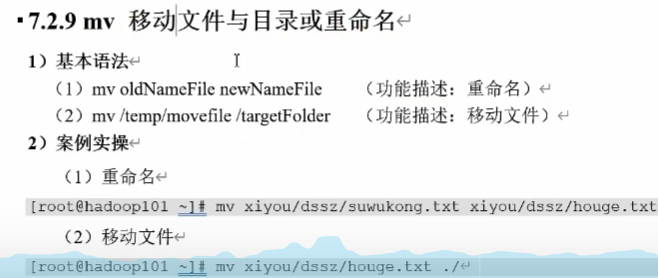 7.2.9 mv 移动文件与目录或重命名
1）基本语法
（1）mv oldNameFile newNameFile （功能描述：重命名）
（2）mv /temp/movefile /targetFolder （功能描述：移动文件）
2）案例实操
（1）重命名
[root@hadoop101 ~]# mv xiyou/dssz/suwukong.txt xiyou/dssz/houge.txt
（2）移动文件
[root@hadoop101 ~]# mv xiyou/dssz/houge.txt ./